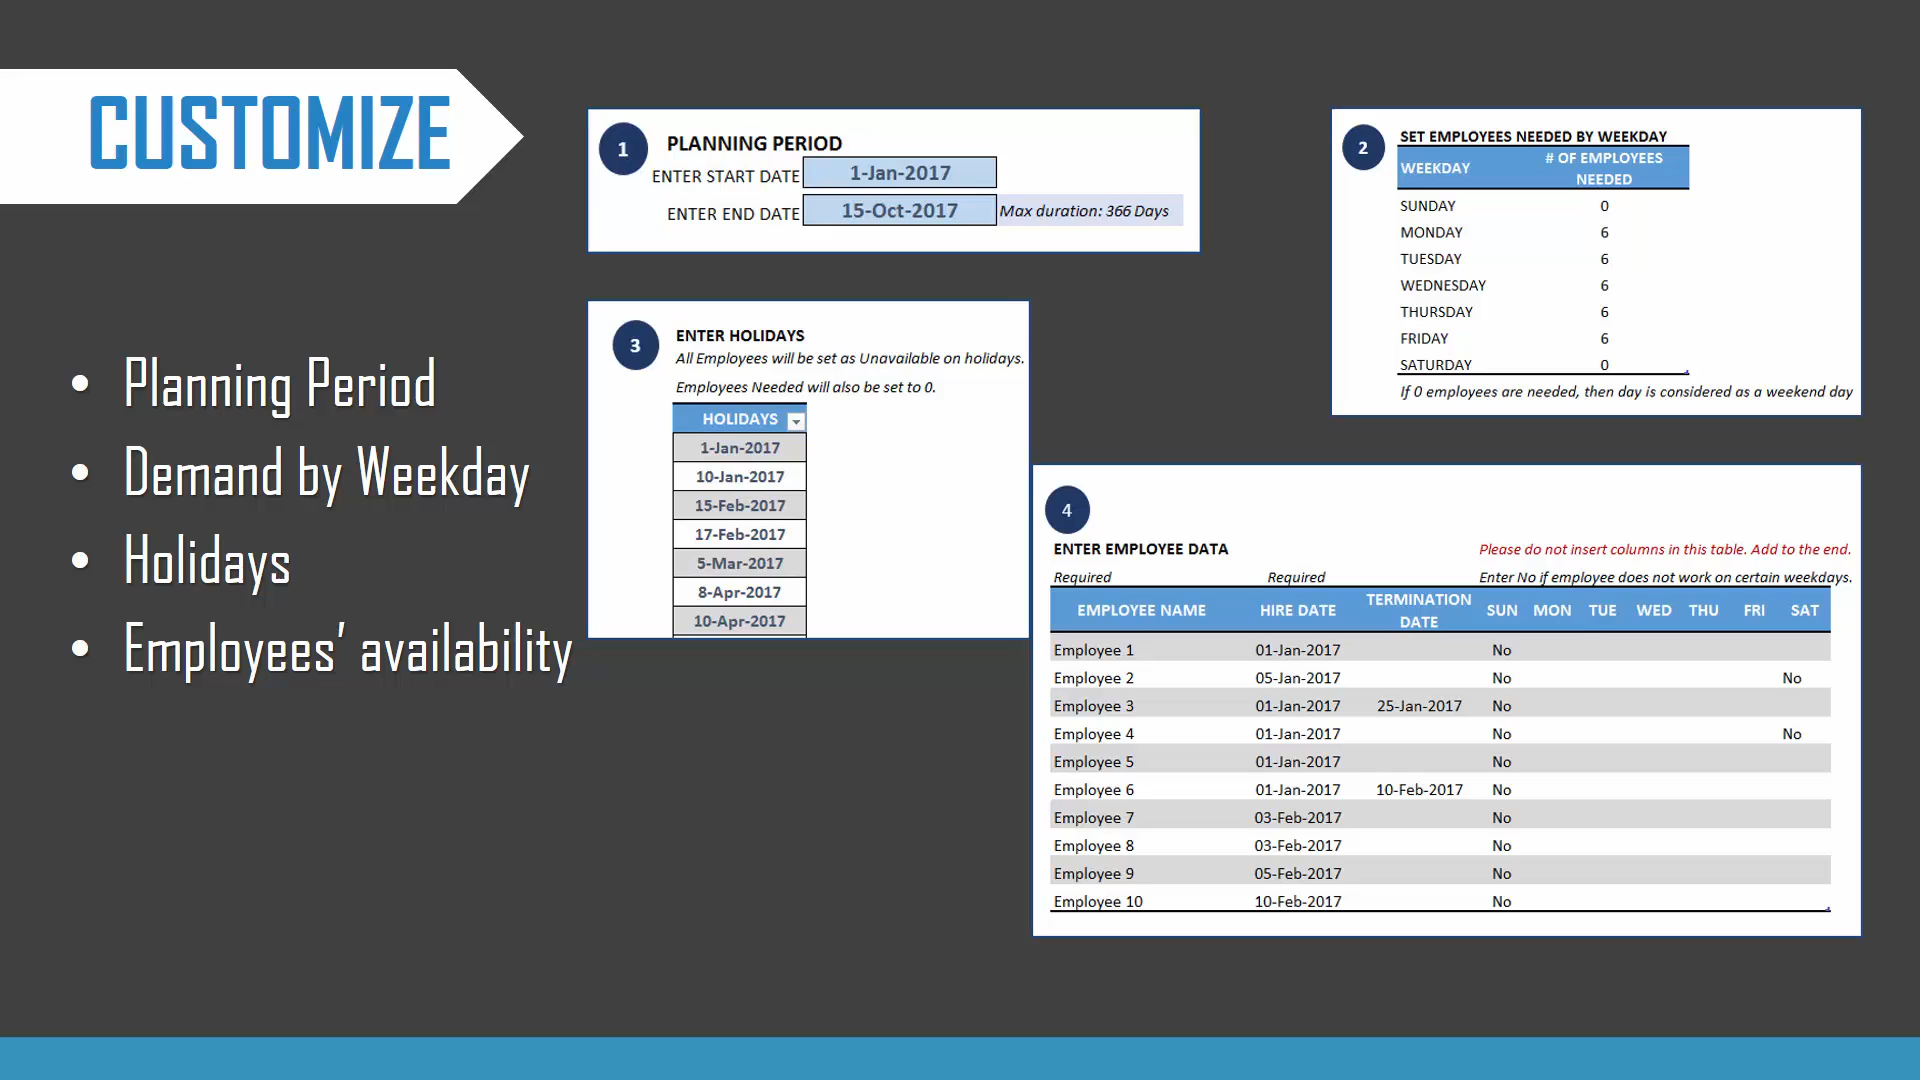 CUSTOMIZE
• Planning Period
• Demand by Weekday
• Holidays
• Employees’ availability
1
PLANNING PERIOD
ENTER START DATE 1-Jan-2017
ENTER END DATE 15-Oct-2017 Max duration: 366 Days
2
SET EMPLOYEES NEEDED BY WEEKDAY
WEEKDAY # OF EMPLOYEES NEEDED
SUNDAY 0
MONDAY 6
TUESDAY 6
WEDNESDAY 6
THURSDAY 6
FRIDAY 6
SATURDAY 0
If 0 employees are needed, then day is considered as a weekend day
3
ENTER HOLIDAYS
All Employees will be set as Unavailable on holidays.
Employees Needed will also be set to 0.
HOLIDAYS
1-Jan-2017
10-Jan-2017
15-Feb-2017
17-Feb-2017
5-Mar-2017
8-Apr-2017
10-Apr-2017
4
ENTER EMPLOYEE DATA Please do not insert columns in this table. Add to the end.
Required Required Enter No if employee does not work on certain weekdays.
EMPLOYEE NAME HIRE DATE TERMINATION DATE SUN MON TUE WED THU FRI SAT
Employee 1 01-Jan-2017 No
Employee 2 05-Jan-2017 No No
Employee 3 01-Jan-2017 25-Jan-2017 No
Employee 4 01-Jan-2017 No No
Employee 5 01-Jan-2017 No
Employee 6 01-Jan-2017 10-Feb-2017 No
Employee 7 03-Feb-2017 No
Employee 8 03-Feb-2017 No
Employee 9 05-Feb-2017 No
Employee 10 10-Feb-2017 No